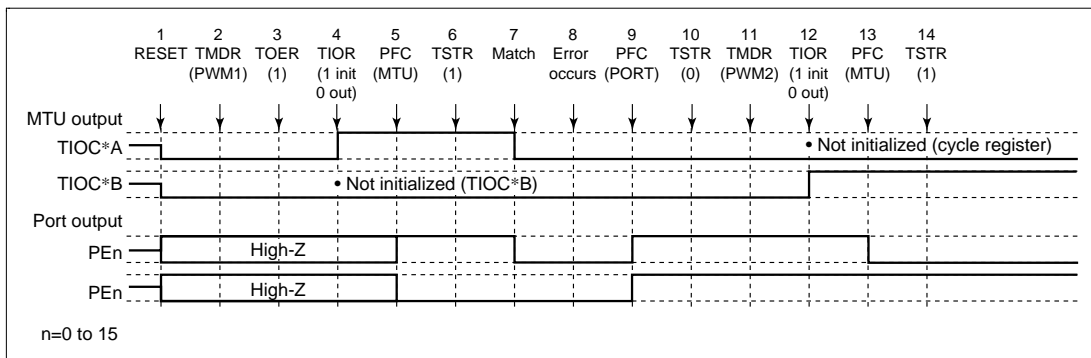 1 2 3 4 5 6 7 8 9 10 11 12 13 14
RESET TMDR TOER TIOR PFC TSTR Match Error PFC TSTR TMDR TIOR PFC TSTR
(PWM1) (1) (1 init (MTU) (1) occurs (PORT) (0) (PWM2) (1 init (MTU) (1)
0 out) 0 out)
MTU output
TIOC*A • Not initialized (cycle register)
TIOC*B • Not initialized (TIOC*B)
Port output
PEn High-Z
PEn High-Z
n=0 to 15